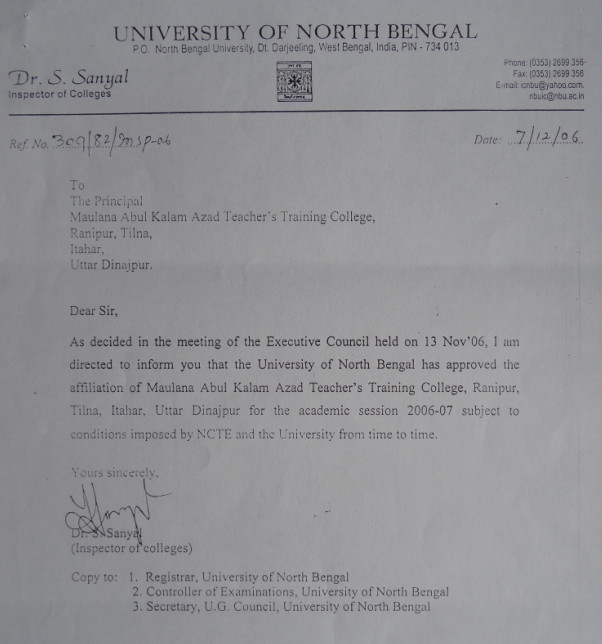 UNIVERSITY OF NORTH BENGAL
P.O. North Bengal University, Dt. Darjeeling, West Bengal, India, PIN - 734 013
Dr. S. Sanyal
Inspector of Colleges
Phone: (0353) 2699 356
Fax: (0353) 2699 356
E-mail: icnbu@yahoo.com.
nbuic@nbu.ac.in
Ref. No. 307/82/msp-06
Date: 7/12/06.
To
The Principal
Maulana Abul Kalam Azad Teacher's Training College,
Ranipur, Tilna,
Itahar,
Uttar Dinajpur.
Dear Sir,
As decided in the meeting of the Executive Council held on 13 Nov'06, I am
directed to inform you that the University of North Bengal has approved the
affiliation of Maulana Abul Kalam Azad Teacher's Training College, Ranipur,
Tilna, Itahar, Uttar Dinajpur for the academic session 2006-07 subject to
conditions imposed by NCTE and the University from time to time.
Yours sincerely,
Dr. S. Sanyal
(Inspector of colleges)
Copy to: 1. Registrar, University of North Bengal
2. Controller of Examinations, University of North Bengal
3. Secretary, U.G. Council, University of North Bengal